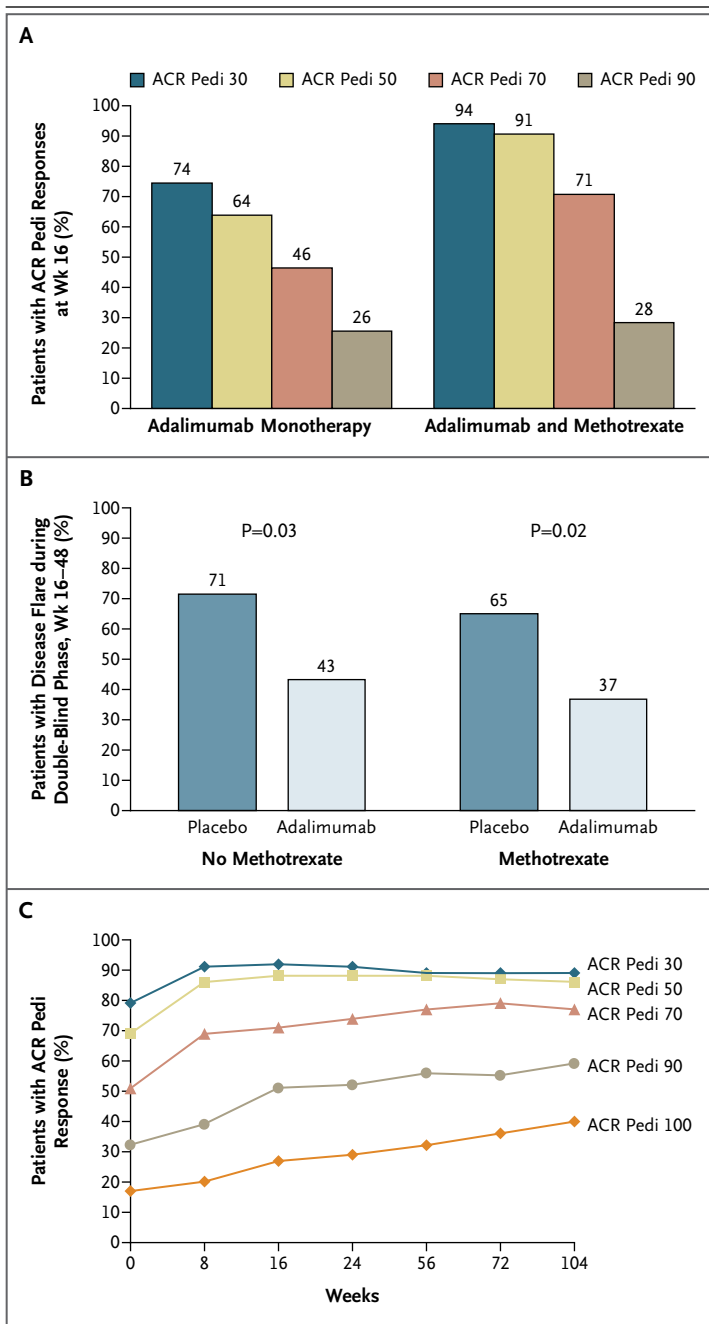 A
ACR Pedi 30 ACR Pedi 50 ACR Pedi 70 ACR Pedi 90
Patients with ACR Pedi Responses
at Wk 16 (%)
100
90
80
70
60
50
40
30
20
10
0
74
64
46
26
94
91
71
28
Adalimumab Monotherapy Adalimumab and Methotrexate
B
Patients with Disease Flare during
Double-Blind Phase, Wk 16–48 (%)
100
90
80
70
60
50
40
30
20
10
0
P=0.03 P=0.02
71
43
65
37
Placebo Adalimumab Placebo Adalimumab
No Methotrexate Methotrexate
C
Patients with ACR Pedi
Response (%)
100
90
80
70
60
50
40
30
20
10
0
ACR Pedi 30
ACR Pedi 50
ACR Pedi 70
ACR Pedi 90
ACR Pedi 100
0 8 16 24 56 72 104
Weeks